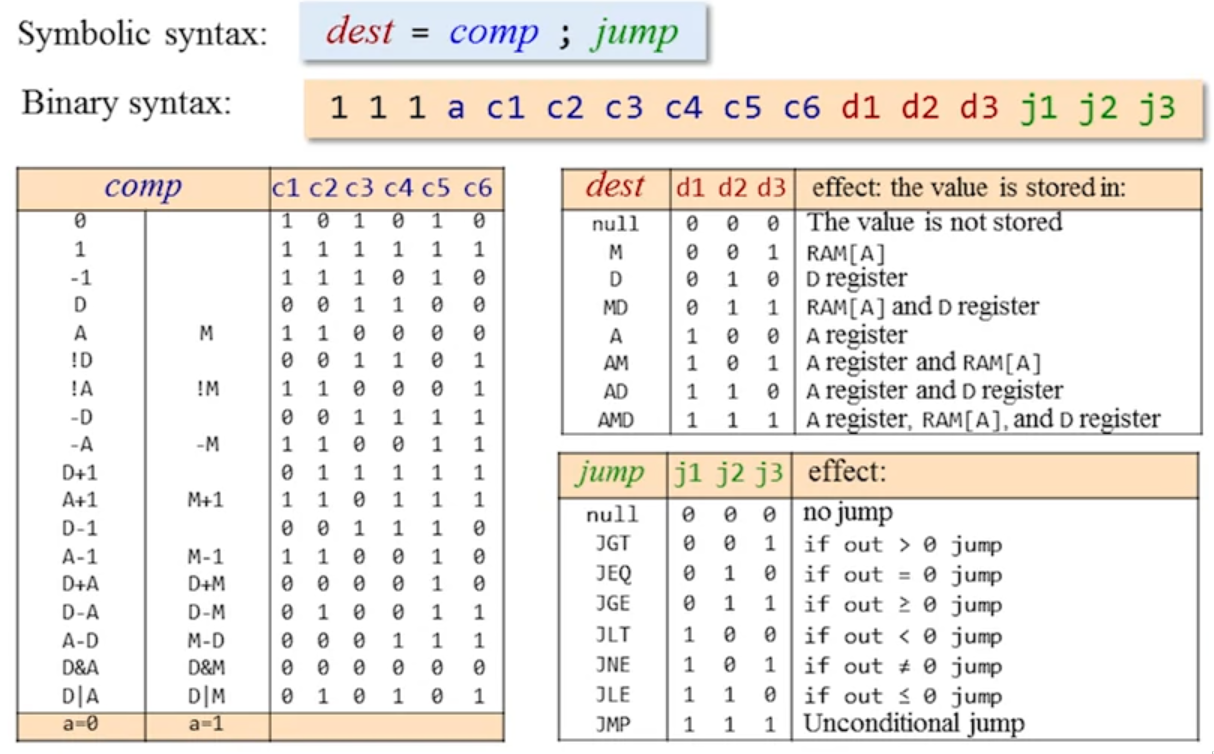 Symbolic syntax: dest = comp ; jump
Binary syntax: 1 1 1 a c1 c2 c3 c4 c5 c6 d1 d2 d3 j1 j2 j3
comp c1 c2 c3 c4 c5 c6
0 1 0 1 0 1 0
1 1 1 1 1 1 1
-1 1 1 1 0 1 0
D 0 0 1 1 0 0
A M 1 1 0 0 0 0
!D 0 0 1 1 0 1
!A !M 1 1 0 0 0 1
-D 0 0 1 1 1 1
-A -M 1 1 0 0 1 1
D+1 0 1 1 1 1 1
A+1 M+1 1 1 0 1 1 1
D-1 0 0 1 1 1 0
A-1 M-1 1 1 0 0 1 0
D+A D+M 0 0 0 0 1 0
D-A D-M 0 1 0 0 1 1
A-D M-D 0 0 0 1 1 1
D&A D&M 0 0 0 0 0 0
D|A D|M 0 1 0 1 0 1
a=0 a=1
dest d1 d2 d3 effect: the value is stored in:
null 0 0 0 The value is not stored
M 0 0 1 RAM[A]
D 0 1 0 D register
MD 0 1 1 RAM[A] and D register
A 1 0 0 A register
AM 1 0 1 A register and RAM[A]
AD 1 1 0 A register and D register
AMD 1 1 1 A register, RAM[A], and D register
jump j1 j2 j3 effect:
null 0 0 0 no jump
JGT 0 0 1 if out > 0 jump
JEQ 0 1 0 if out = 0 jump
JGE 0 1 1 if out ≥ 0 jump
JLT 1 0 0 if out < 0 jump
JNE 1 0 1 if out ≠ 0 jump
JLE 1 1 0 if out ≤ 0 jump
JMP 1 1 1 Unconditional jump